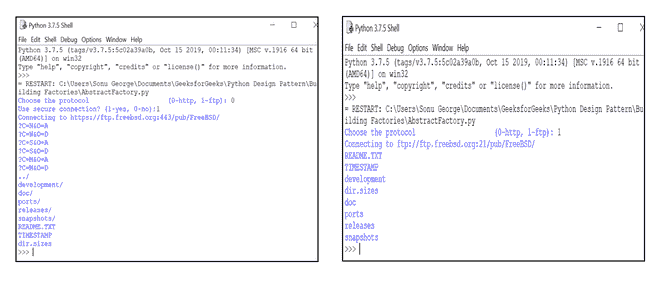 Python 3.7.5 Shell
File Edit Shell Debug Options Window Help
Python 3.7.5 (tags/v3.7.5:5c02a39a0b, Oct 15 2019, 00:11:34) [MSC v.1916 64 bit
(AMD64)] on win32
Type "help", "copyright", "credits" or "license()" for more information.
>>>
= RESTART: C:\Users\Sonu George\Documents\GeeksforGeeks\Python Design Pattern\Bu
ilding Factories\AbstractFactory.py
Choose the protocol (0-http, 1-ftp): 0
Use secure connection? (1-yes, 0-no):1
Connecting to https://ftp.freebsd.org:443/pub/FreeBSD/
?C=N&O=A
?C=N&O=D
?C=S&O=A
?C=S&O=D
?C=M&O=A
?C=M&O=D
../
development/
doc/
ports/
releases/
snapshots/
README.TXT
TIMESTAMP
dir.sizes
>>>
Python 3.7.5 Shell
File Edit Shell Debug Options Window Help
Python 3.7.5 (tags/v3.7.5:5c02a39a0b, Oct 15 2019, 00:11:34) [MSC v.1916 64 bit
(AMD64)] on win32
Type "help", "copyright", "credits" or "license()" for more information.
>>>
= RESTART: C:\Users\Sonu George\Documents\GeeksforGeeks\Python Design Pattern\Bu
ilding Factories\AbstractFactory.py
Choose the protocol (0-http, 1-ftp): 1
Connecting to ftp://ftp.freebsd.org:21/pub/FreeBSD/
README.TXT
TIMESTAMP
development
dir.sizes
doc
ports
releases
snapshots
>>>